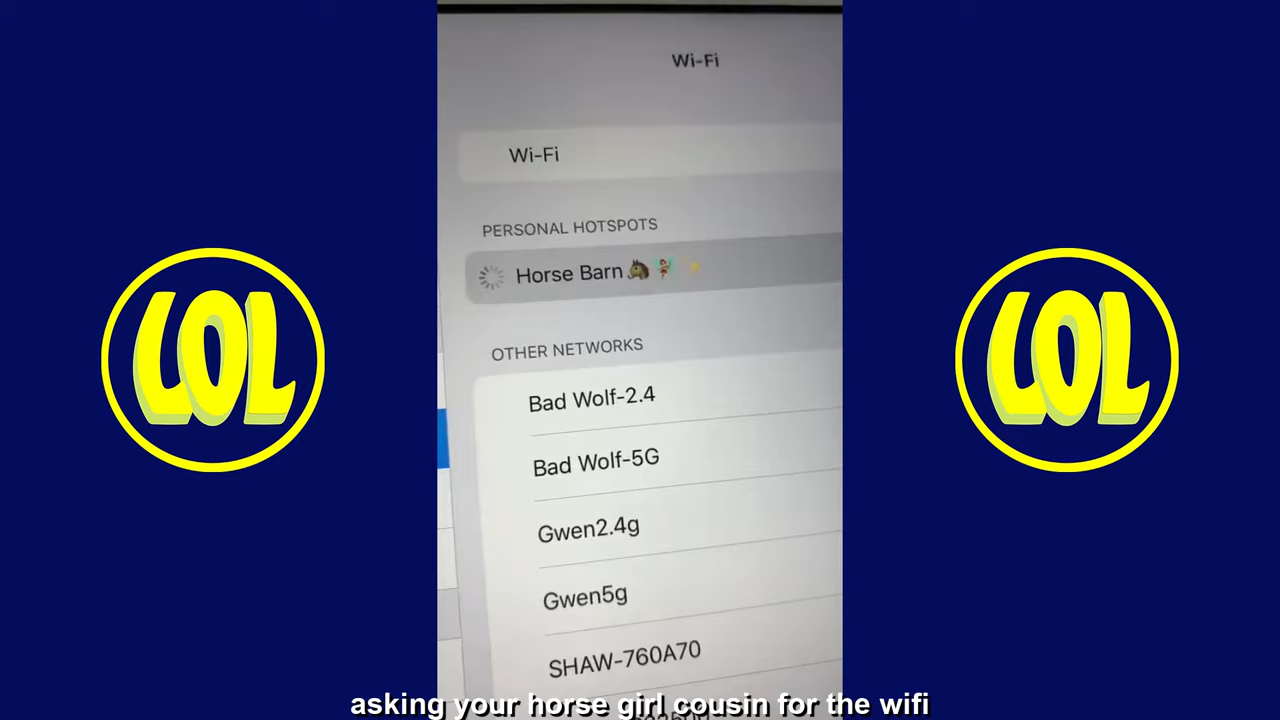 Wi-Fi
Wi-Fi
PERSONAL HOTSPOTS
Horse Barn🐴🧚✨
OTHER NETWORKS
Bad Wolf-2.4
Bad Wolf-5G
Gwen2.4g
Gwen5g
SHAW-760A70
LOL
LOL
asking your horse girl cousin for the wifi